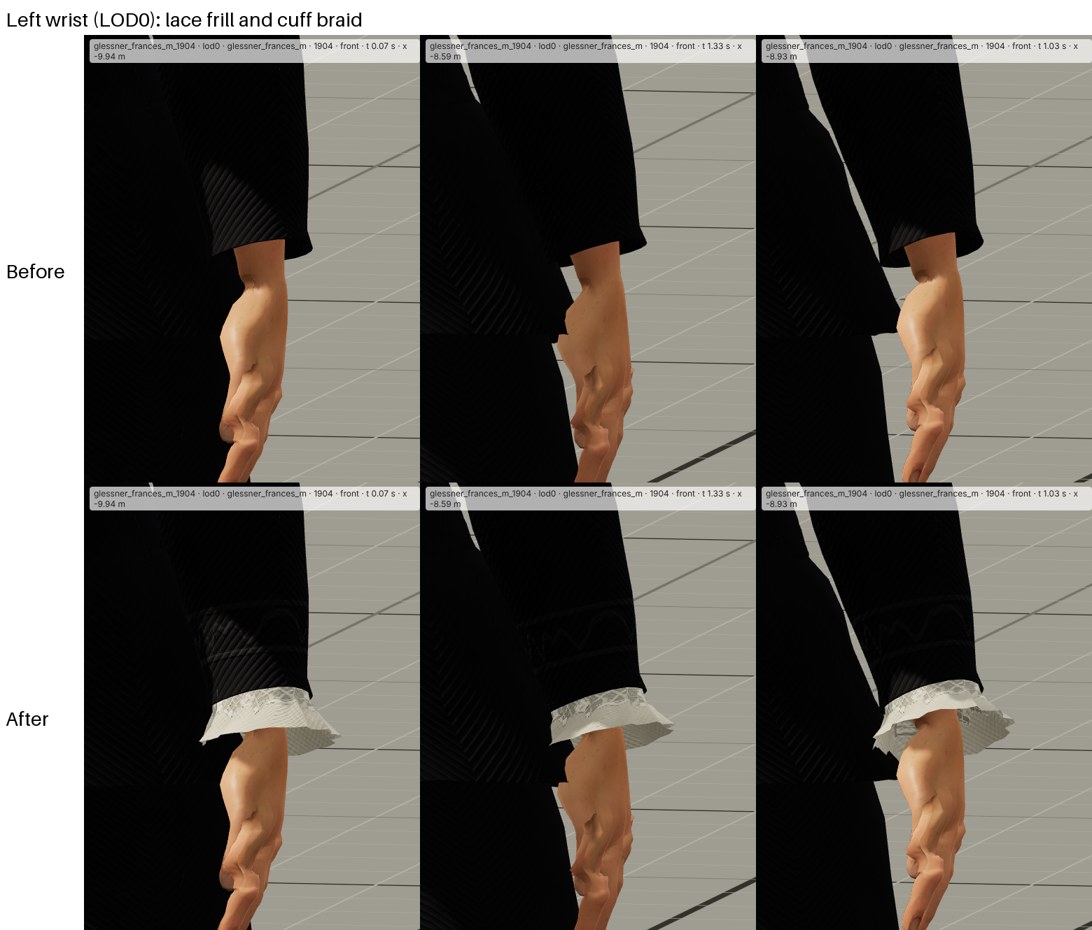 Left wrist (LOD0): lace frill and cuff braid
glessner_frances_m_1904 · lod0 · glessner_frances_m · 1904 · front · t 0.07 s · x
-9.94 m
glessner_frances_m_1904 · lod0 · glessner_frances_m · 1904 · front · t 1.33 s · x
-8.59 m
glessner_frances_m_1904 · lod0 · glessner_frances_m · 1904 · front · t 1.03 s · x
-8.93 m
Before
glessner_frances_m_1904 · lod0 · glessner_frances_m · 1904 · front · t 0.07 s · x
-9.94 m
glessner_frances_m_1904 · lod0 · glessner_frances_m · 1904 · front · t 1.33 s · x
-8.59 m
glessner_frances_m_1904 · lod0 · glessner_frances_m · 1904 · front · t 1.03 s · x
-8.93 m
After